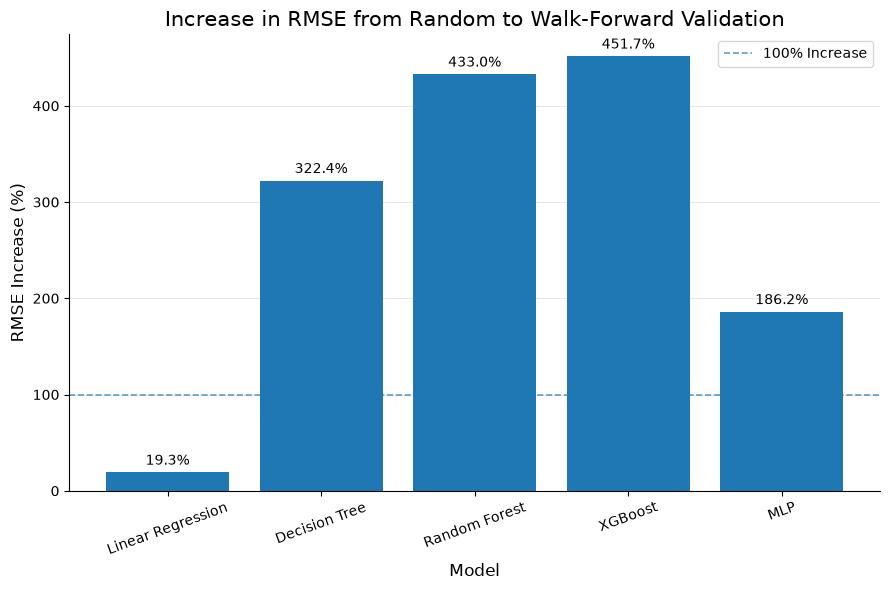 Increase in RMSE from Random to Walk-Forward Validation
100% Increase
RMSE Increase (%)
400
300
200
100
0
19.3%
322.4%
433.0%
451.7%
186.2%
Linear Regression
Decision Tree
Random Forest
XGBoost
MLP
Model